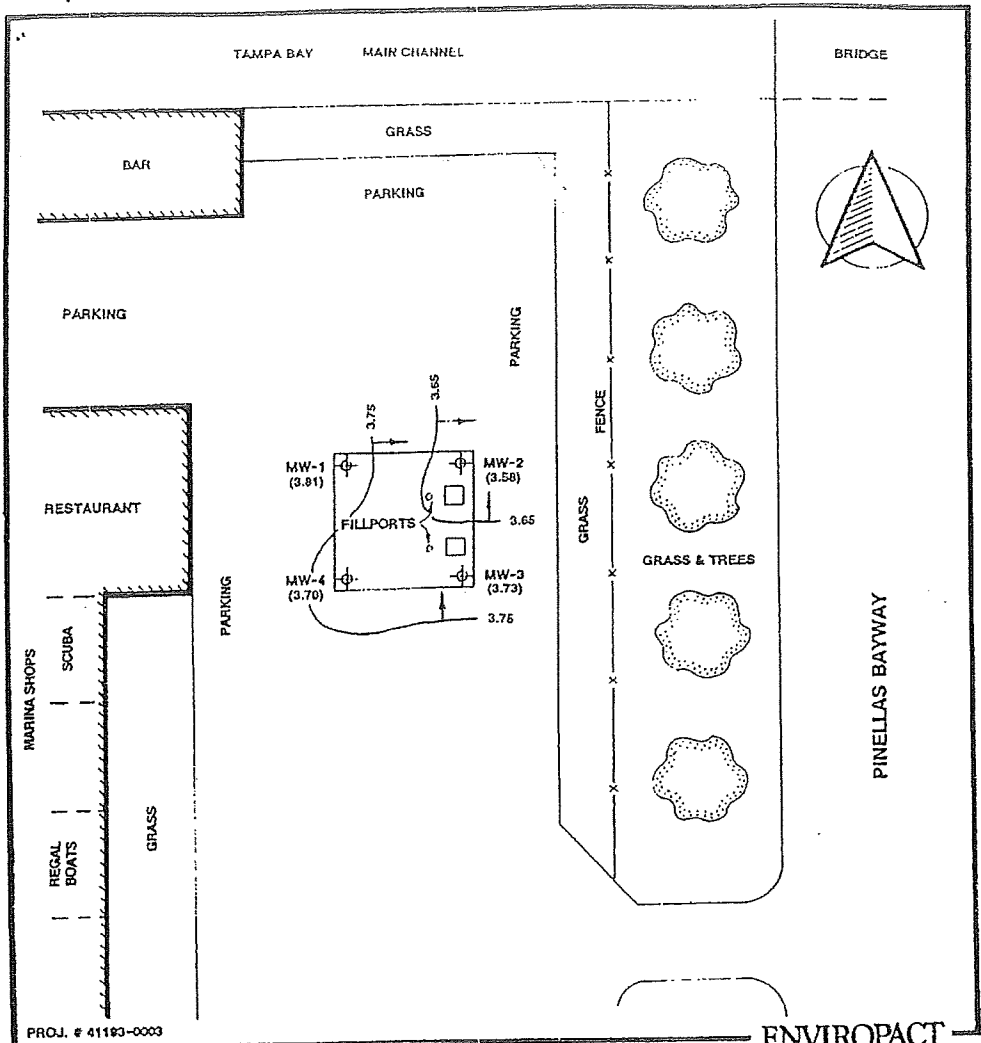 TAMPA BAY MAIN CHANNEL
BRIDGE
GRASS
BAR
PARKING
PARKING
PARKING
3.75
3.65
FENCE
MW-1
(3.81)
MW-2
(3.58)
RESTAURANT
FILLPORTS
3.65
GRASS
GRASS & TREES
MW-4
(3.70)
MW-3
(3.73)
PARKING
3.75
SCUBA
MARINA SHOPS
PINELLAS BAYWAY
GRASS
REGAL
BOATS
PROJ. # 41193-0003
ENVIROPACT